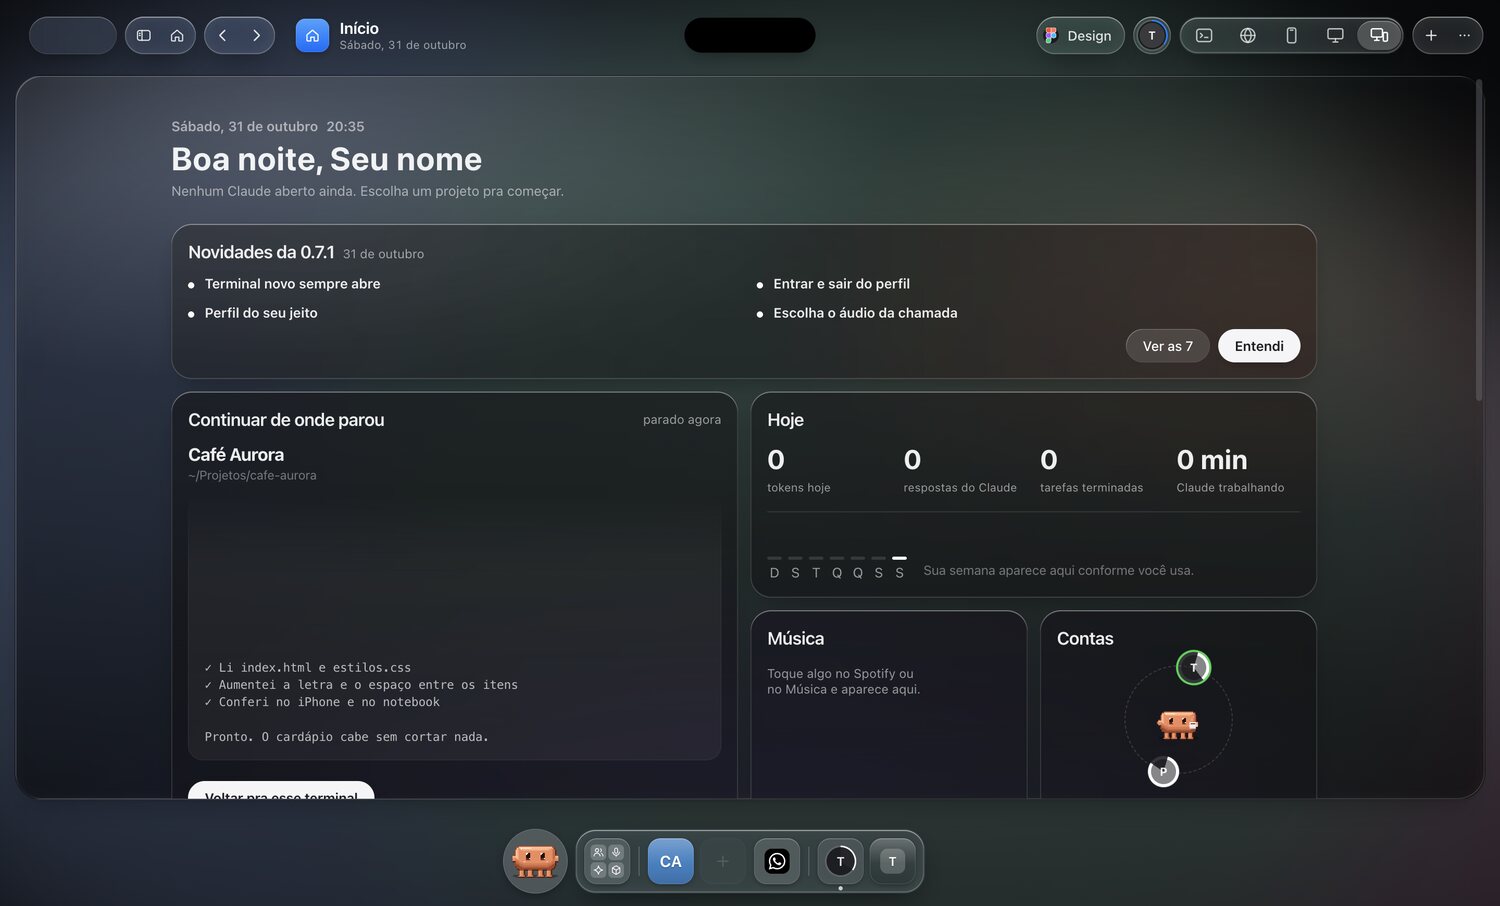 Início
Sábado, 31 de outubro
Design
T
Sábado, 31 de outubro 20:35
Boa noite, Seu nome
Nenhum Claude aberto ainda. Escolha um projeto pra começar.
Novidades da 0.7.1 31 de outubro
Terminal novo sempre abre
Perfil do seu jeito
Entrar e sair do perfil
Escolha o áudio da chamada
Ver as 7
Entendi
Continuar de onde parou
parado agora
Café Aurora
~/Projetos/cafe-aurora
✓ Li index.html e estilos.css
✓ Aumentei a letra e o espaço entre os itens
✓ Conferi no iPhone e no notebook
Pronto. O cardápio cabe sem cortar nada.
Voltar pra esse terminal
Hoje
0
tokens hoje
0
respostas do Claude
0
tarefas terminadas
0 min
Claude trabalhando
D S T Q Q S S
Sua semana aparece aqui conforme você usa.
Música
Toque algo no Spotify ou
no Música e aparece aqui.
Contas
T
P
CA
T
T